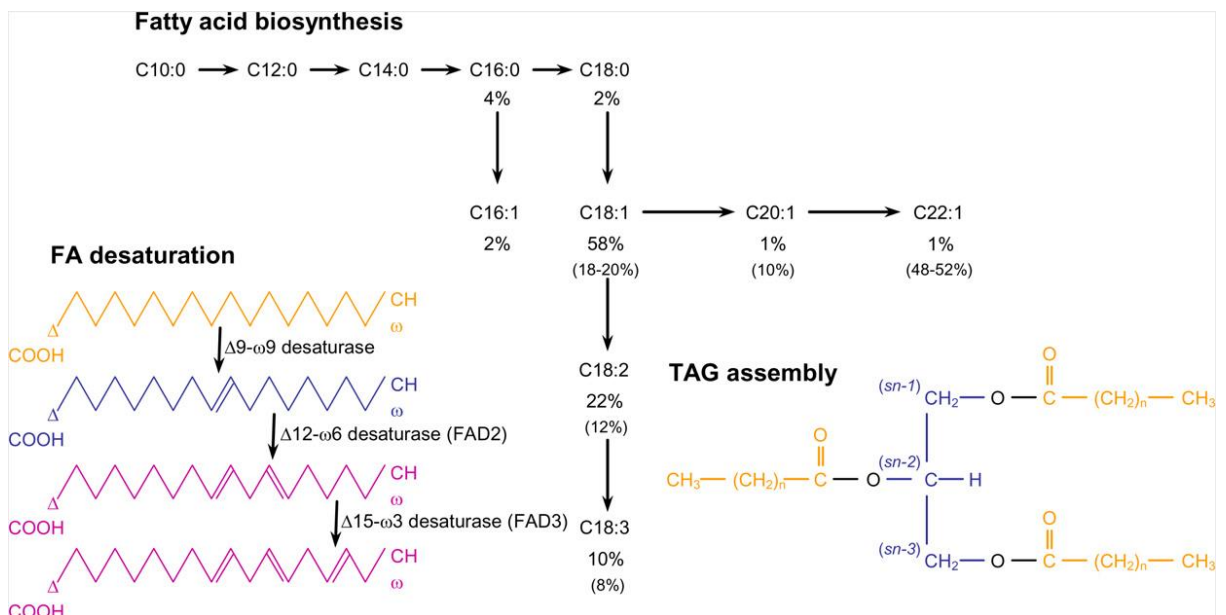 Fatty acid biosynthesis
C10:0 C12:0 C14:0 C16:0 C18:0
4% 2%
C16:1 C18:1 C20:1 C22:1
2% 58% 1% 1%
(18-20%) (10%) (48-52%)
C18:2
22%
(12%)
C18:3
10%
(8%)
FA desaturation
CH
Δ ω
COOH
Δ9-ω9 desaturase
CH
Δ ω
COOH
Δ12-ω6 desaturase (FAD2)
CH
Δ ω
COOH
Δ15-ω3 desaturase (FAD3)
CH
Δ ω
COOH
TAG assembly
O
(sn-1)
CH₂ O C (CH₂)n CH₃
O
(sn-2)
CH₃ (CH₂)n C O C H
O
(sn-3)
CH₂ O C (CH₂)n CH₃